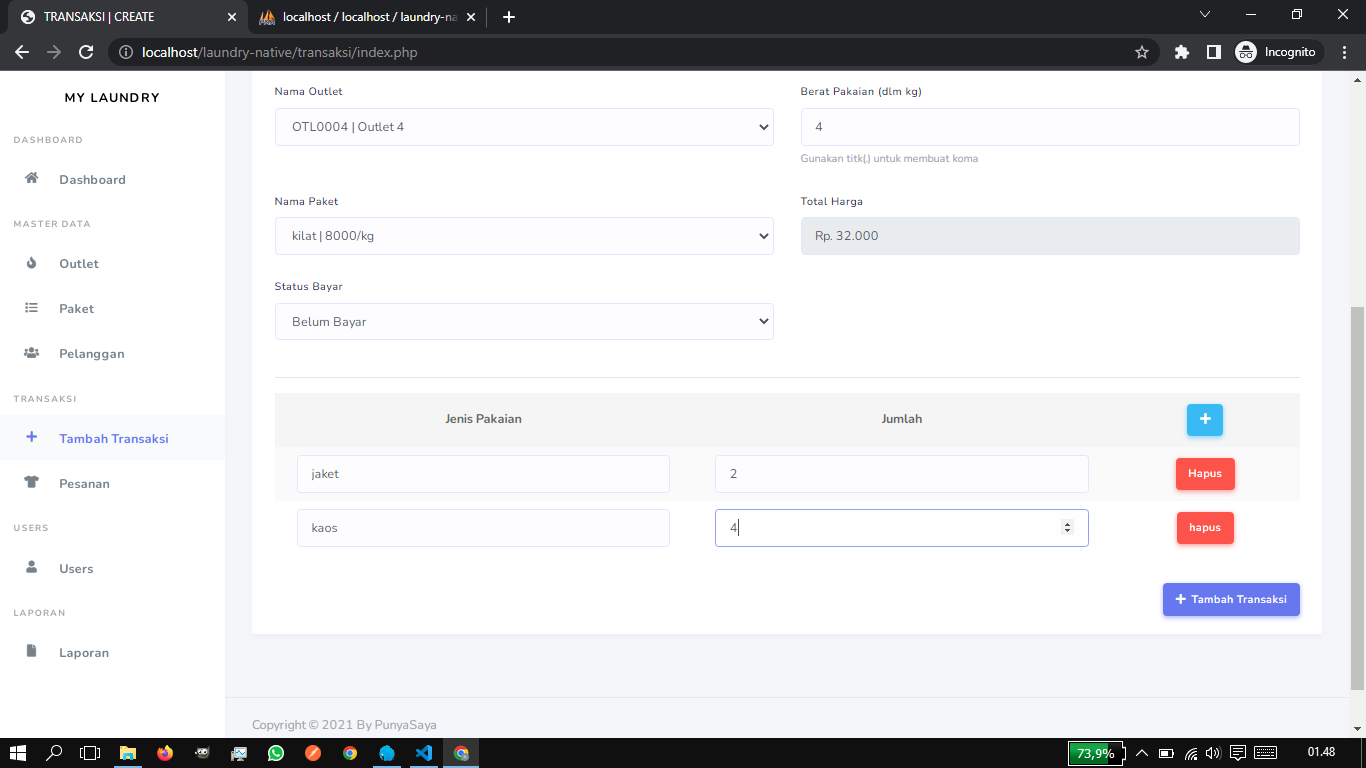 TRANSAKSI | CREATE
localhost / localhost / laundry-na
localhost/laundry-native/transaksi/index.php
Incognito
MY LAUNDRY
DASHBOARD
Dashboard
MASTER DATA
Outlet
Paket
Pelanggan
TRANSAKSI
Tambah Transaksi
Pesanan
USERS
Users
LAPORAN
Laporan
Nama Outlet
OTL0004 | Outlet 4
Berat Pakaian (dlm kg)
4
Gunakan titk(.) untuk membuat koma
Nama Paket
kilat | 8000/kg
Total Harga
Rp. 32.000
Status Bayar
Belum Bayar
Jenis Pakaian Jumlah
jaket 2 Hapus
kaos 4 hapus
Tambah Transaksi
Copyright © 2021 By PunyaSaya
73,9%
01.48